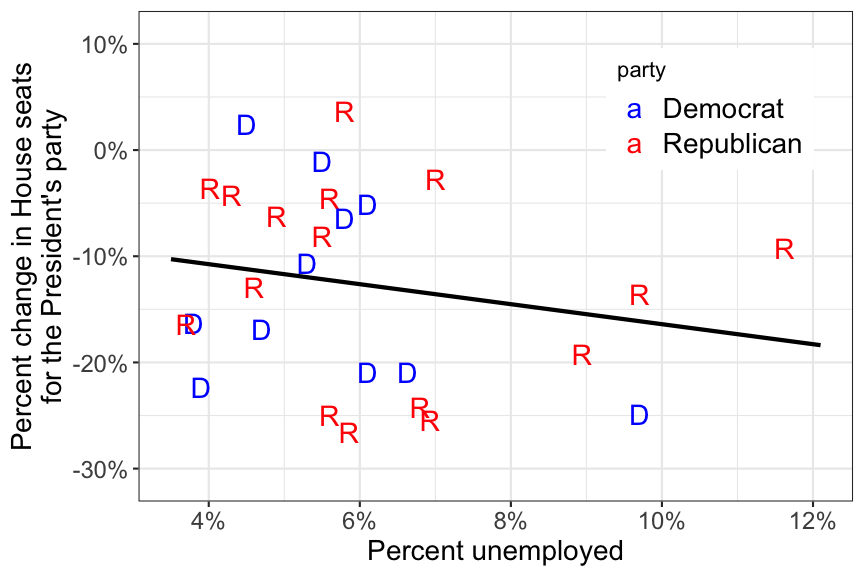 Percent change in House seats
for the President's party
10%
0%
-10%
-20%
-30%
party
a Democrat
a Republican
R
D
D
R
R
R
R
D
R
D
R
D
R
R
R
R
D
D
R
D
D
D
R
R
R
R
D
4%
6%
8%
10%
12%
Percent unemployed